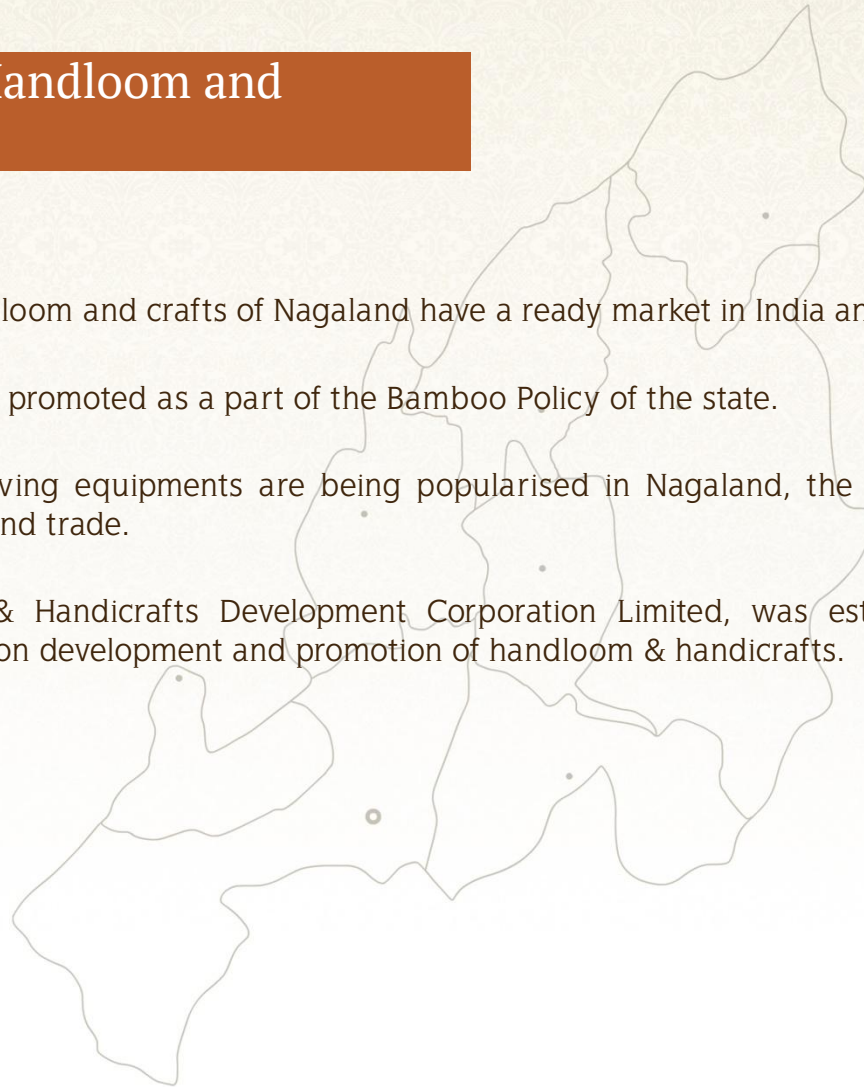 andloom and
loom and crafts of Nagaland have a ready market in India an
promoted as a part of the Bamboo Policy of the state.
ving equipments are being popularised in Nagaland, the
nd trade.
& Handicrafts Development Corporation Limited, was est
on development and promotion of handloom & handicrafts.